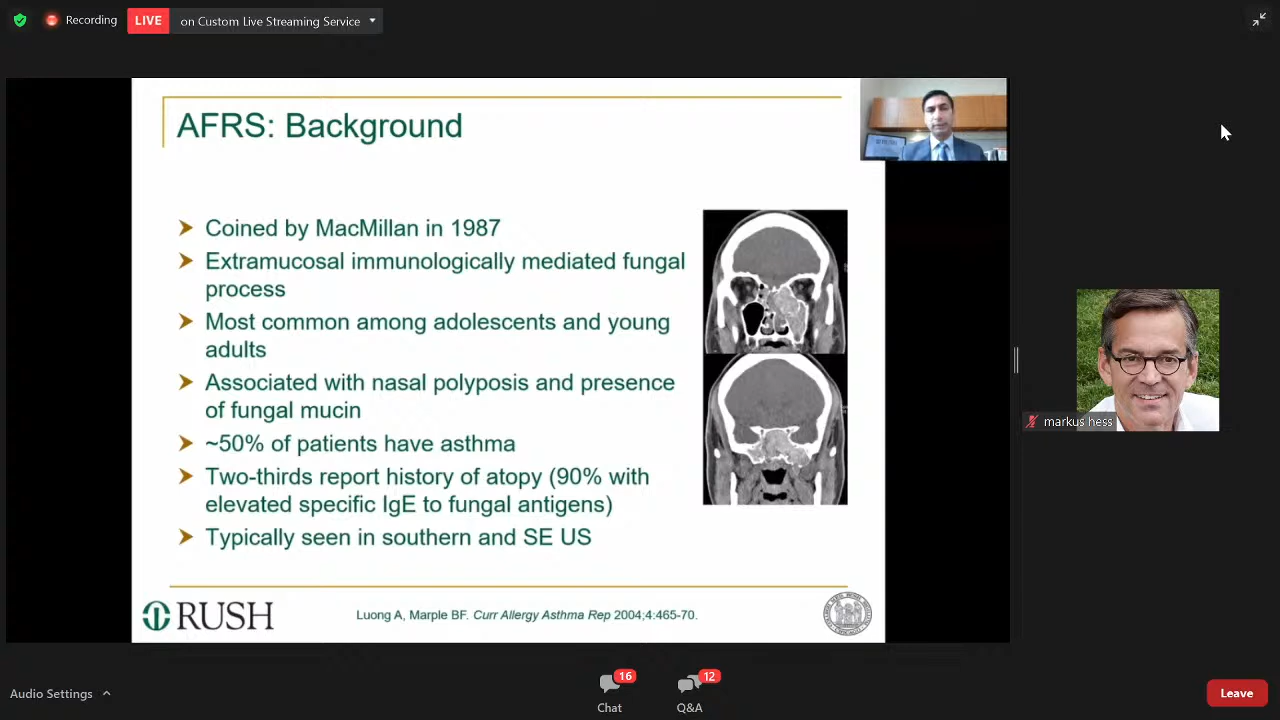 Recording
LIVE
on Custom Live Streaming Service
AFRS: Background
Coined by MacMillan in 1987
Extramucosal immunologically mediated fungal
process
Most common among adolescents and young
adults
Associated with nasal polyposis and presence
of fungal mucin
~50% of patients have asthma
Two-thirds report history of atopy (90% with
elevated specific IgE to fungal antigens)
Typically seen in southern and SE US
RUSH
Luong A, Marple BF. Curr Allergy Asthma Rep 2004;4:465-70.
markus hess
Audio Settings
16
Chat
12
Q&A
Leave